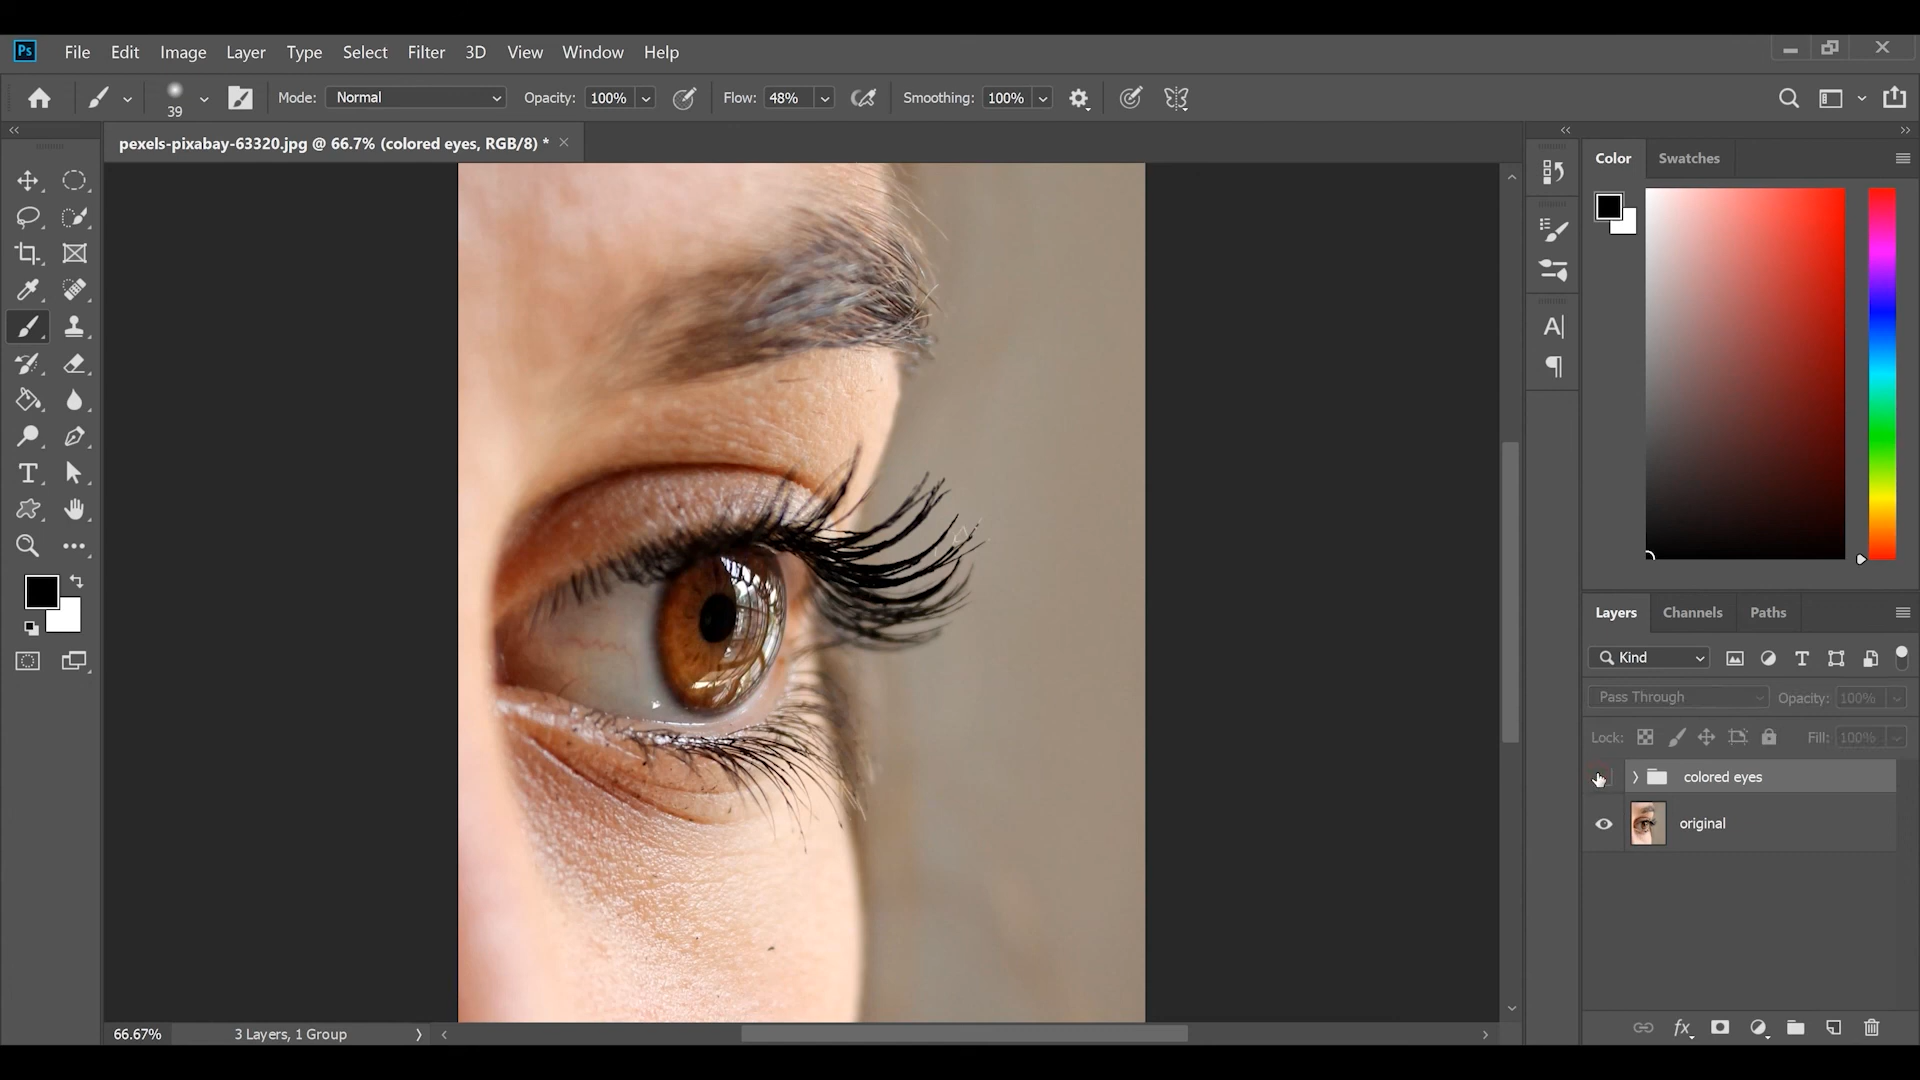 Ps File Edit Image Layer Type Select Filter 3D View Window Help
39 Mode: Normal Opacity: 100% Flow: 48% Smoothing: 100%
pexels-pixabay-63320.jpg @ 66.7% (colored eyes, RGB/8) *
Color Swatches
Layers Channels Paths
Kind
Pass Through Opacity: 100%
Lock: Fill: 100%
colored eyes
original
fx
66.67% 3 Layers, 1 Group